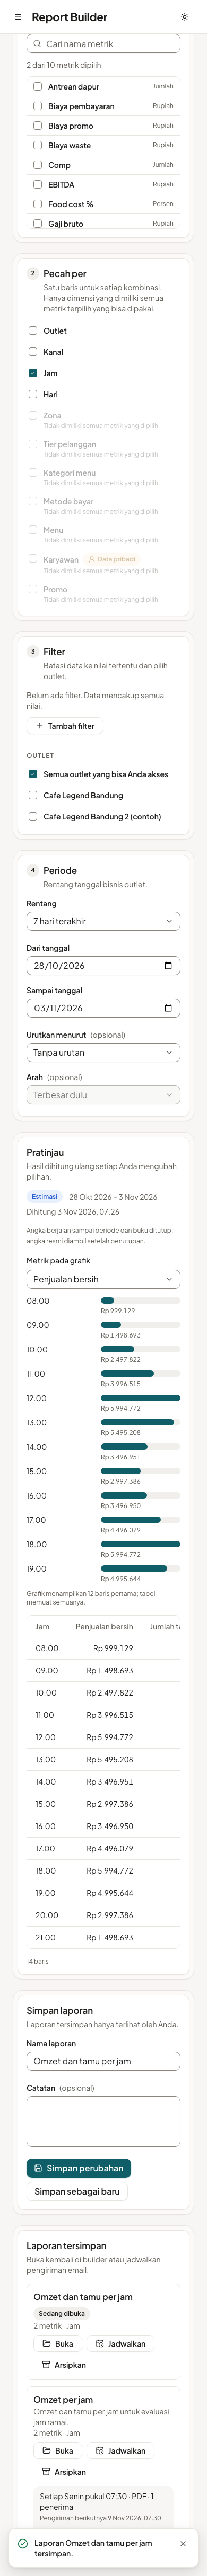 Report Builder
Cari nama metrik
2 dari 10 metrik dipilih
Antrean dapur Jumlah
Biaya pembayaran Rupiah
Biaya promo Rupiah
Biaya waste Rupiah
Comp Jumlah
EBITDA Rupiah
Food cost % Persen
Gaji bruto Rupiah
2 Pecah per
Satu baris untuk setiap kombinasi.
Hanya dimensi yang dimiliki semua
metrik terpilih yang bisa dipakai.
Outlet
Kanal
Jam
Hari
Zona
Tidak dimiliki semua metrik yang dipilih
Tier pelanggan
Tidak dimiliki semua metrik yang dipilih
Kategori menu
Tidak dimiliki semua metrik yang dipilih
Metode bayar
Tidak dimiliki semua metrik yang dipilih
Menu
Tidak dimiliki semua metrik yang dipilih
Karyawan Data pribadi
Tidak dimiliki semua metrik yang dipilih
Promo
Tidak dimiliki semua metrik yang dipilih
3 Filter
Batasi data ke nilai tertentu dan pilih
outlet.
Belum ada filter. Data mencakup semua
nilai.
Tambah filter
OUTLET
Semua outlet yang bisa Anda akses
Cafe Legend Bandung
Cafe Legend Bandung 2 (contoh)
4 Periode
Rentang tanggal bisnis outlet.
Rentang
7 hari terakhir
Dari tanggal
28/10/2026
Sampai tanggal
03/11/2026
Urutkan menurut (opsional)
Tanpa urutan
Arah (opsional)
Terbesar dulu
Pratinjau
Hasil dihitung ulang setiap Anda mengubah
pilihan.
Estimasi 28 Okt 2026 – 3 Nov 2026
Dihitung 3 Nov 2026, 07.26
Angka berjalan sampai periode dan buku ditutup;
angka resmi diambil setelah penutupan.
Metrik pada grafik
Penjualan bersih
08.00
Rp 999.129
09.00
Rp 1.498.693
10.00
Rp 2.497.822
11.00
Rp 3.996.515
12.00
Rp 5.994.772
13.00
Rp 5.495.208
14.00
Rp 3.496.951
15.00
Rp 2.997.386
16.00
Rp 3.496.950
17.00
Rp 4.496.079
18.00
Rp 5.994.772
19.00
Rp 4.995.644
Grafik menampilkan 12 baris pertama; tabel
memuat semuanya.
Jam Penjualan bersih Jumlah ta
08.00 Rp 999.129
09.00 Rp 1.498.693
10.00 Rp 2.497.822
11.00 Rp 3.996.515
12.00 Rp 5.994.772
13.00 Rp 5.495.208
14.00 Rp 3.496.951
15.00 Rp 2.997.386
16.00 Rp 3.496.950
17.00 Rp 4.496.079
18.00 Rp 5.994.772
19.00 Rp 4.995.644
20.00 Rp 2.997.386
21.00 Rp 1.498.693
14 baris
Simpan laporan
Laporan tersimpan hanya terlihat oleh Anda.
Nama laporan
Omzet dan tamu per jam
Catatan (opsional)
Simpan perubahan
Simpan sebagai baru
Laporan tersimpan
Buka kembali di builder atau jadwalkan
pengiriman email.
Omzet dan tamu per jam
Sedang dibuka
2 metrik · Jam
Buka Jadwalkan
Arsipkan
Omzet per jam
Omzet dan tamu per jam untuk evaluasi
jam ramai.
2 metrik · Jam
Buka Jadwalkan
Arsipkan
Setiap Senin pukul 07:30 · PDF · 1
penerima
Pengiriman berikutnya 9 Nov 2026, 07.30
Laporan Omzet dan tamu per jam
tersimpan.